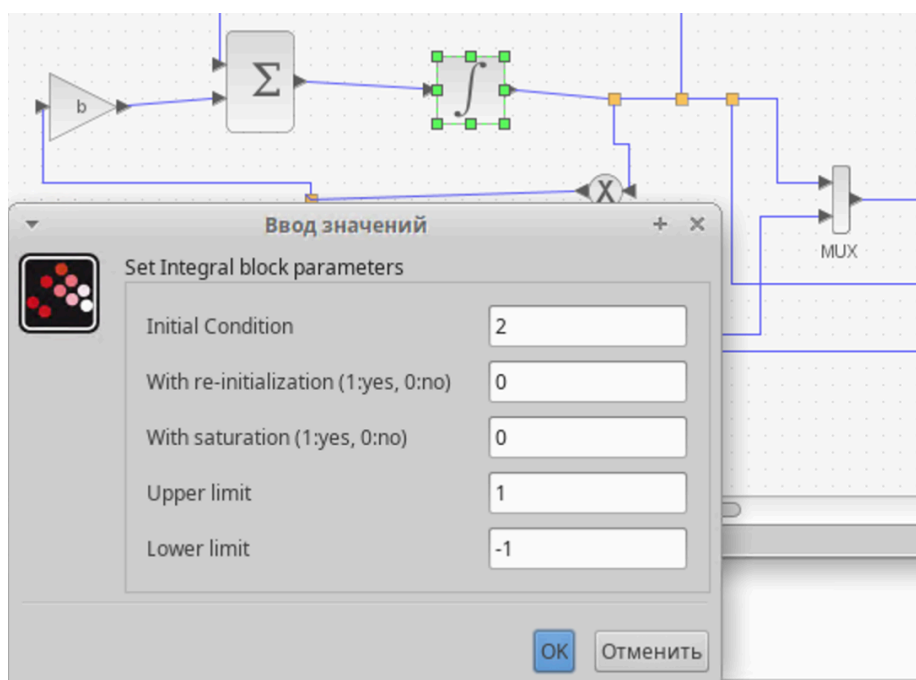 b
Σ
∫
X
MUX
Ввод значений
Set Integral block parameters
Initial Condition 2
With re-initialization (1:yes, 0:no) 0
With saturation (1:yes, 0:no) 0
Upper limit 1
Lower limit -1
OK Отменить